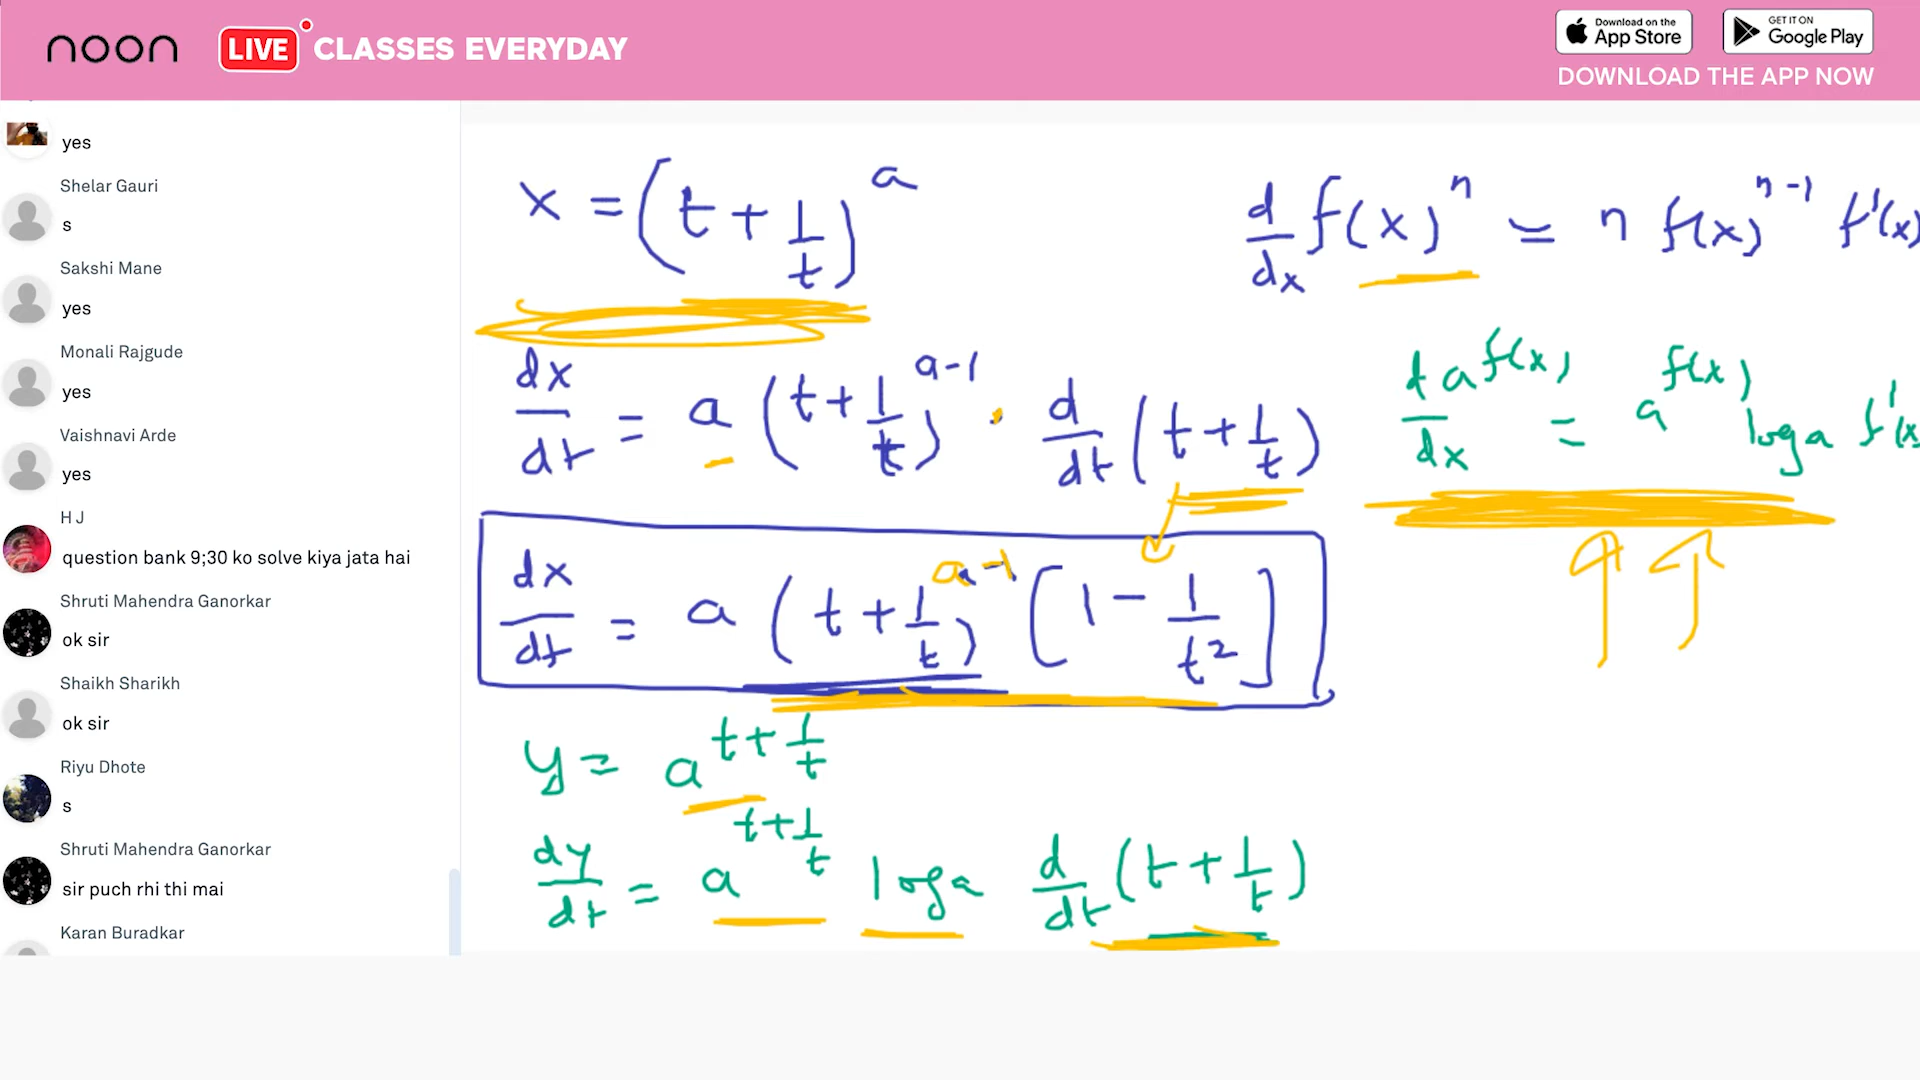 noon LIVE CLASSES EVERYDAY
Download on the App Store
GET IT ON Google Play
DOWNLOAD THE APP NOW
yes
Shelar Gauri
s
Sakshi Mane
yes
Monali Rajgude
yes
Vaishnavi Arde
yes
H J
question bank 9;30 ko solve kiya jata hai
Shruti Mahendra Ganorkar
ok sir
Shaikh Sharikh
ok sir
Riyu Dhote
s
Shruti Mahendra Ganorkar
sir puch rhi thi mai
Karan Buradkar
x = (t + 1/t)^a
dx/dt = a (t + 1/t)^(a-1) · d/dt (t + 1/t)
dx/dt = a (t + 1/t)^(a-1) [1 - 1/t²]
y = a^(t + 1/t)
dy/dt = a^(t + 1/t) log a d/dt (t + 1/t)
d/dx f(x)^n = n f(x)^(n-1) f'(x)
d/dx a^f(x) = a^f(x) log a f'(x